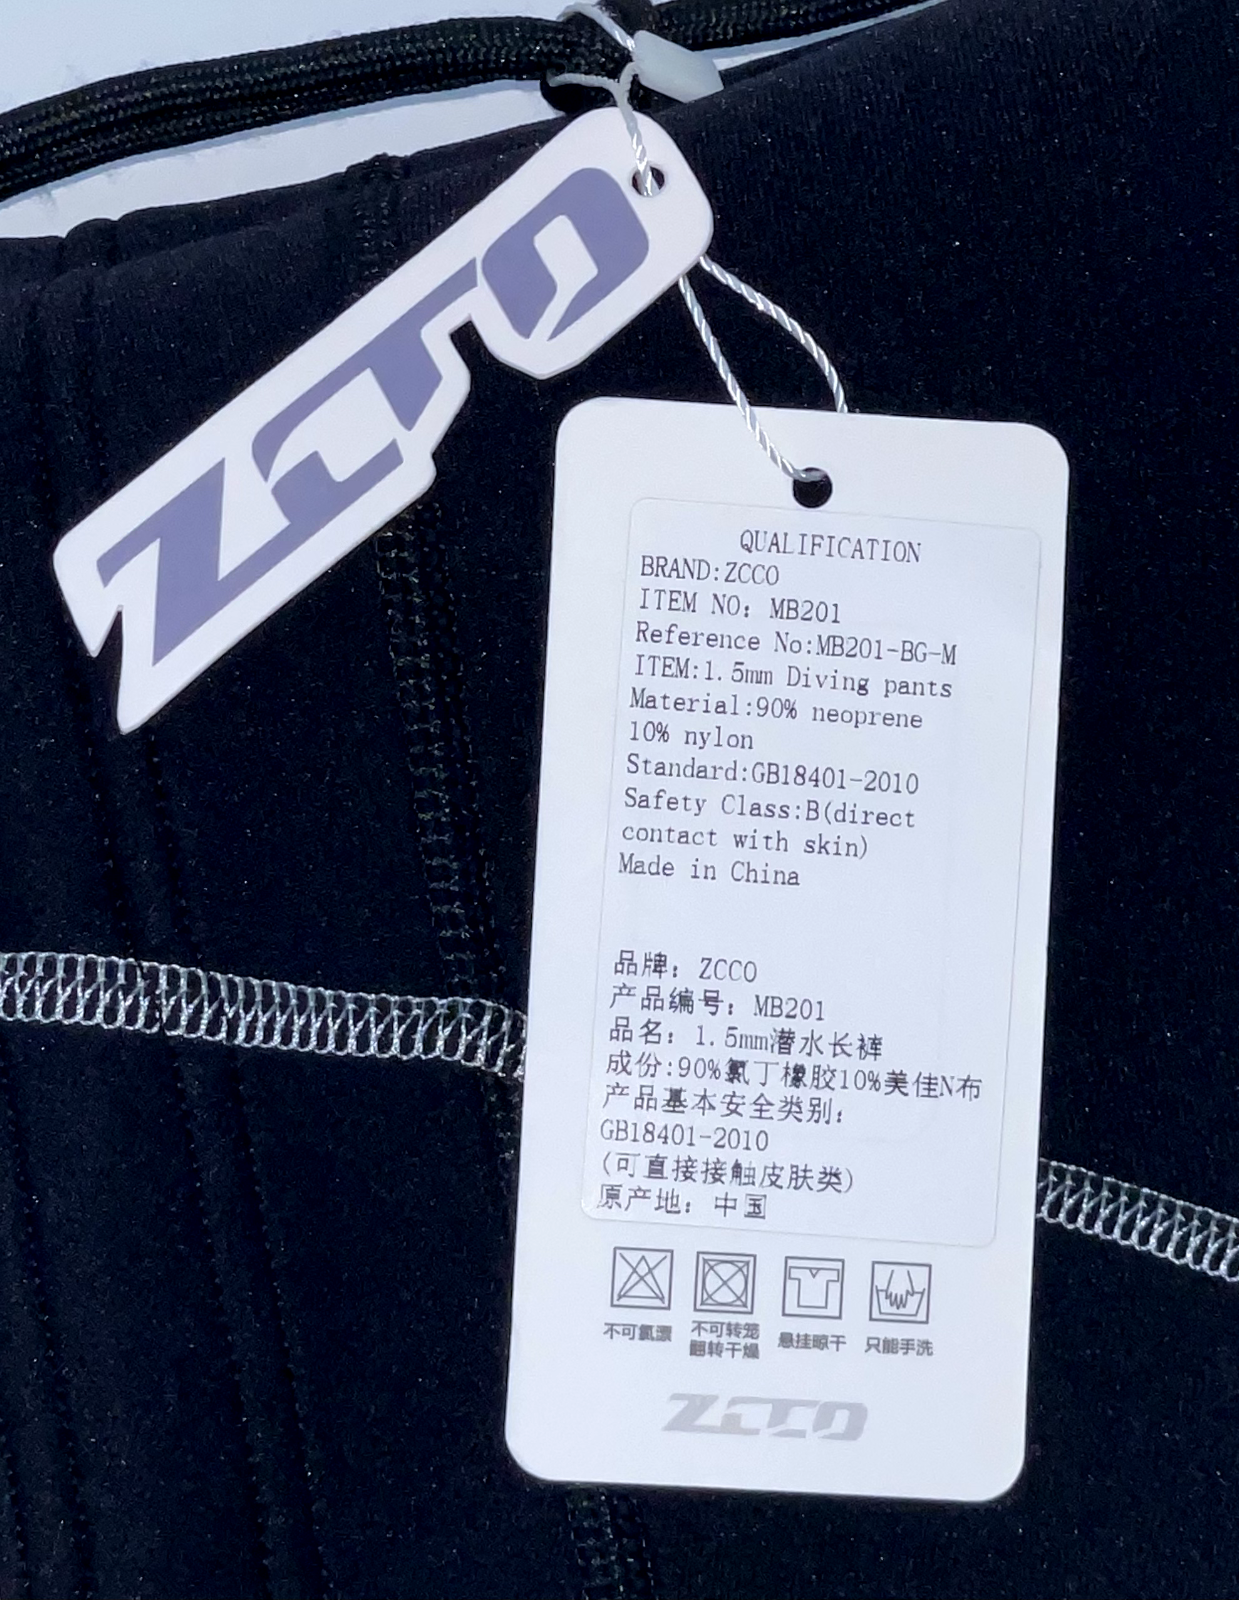 ZCCO
QUALIFICATION
BRAND:ZCCO
ITEM NO: MB201
Reference No:MB201-BG-M
ITEM:1.5mm Diving pants
Material:90% neoprene
10% nylon
Standard:GB18401-2010
Safety Class:B(direct
contact with skin)
Made in China
品牌: ZCCO
产品编号: MB201
品名: 1.5mm潜水长裤
成份:90%氯丁橡胶10%美佳N布
产品基本安全类别:
GB18401-2010
(可直接接触皮肤类)
原产地: 中国
不可氯漂
不可转笼
翻转干燥
悬挂晾干
只能手洗
ZCCO